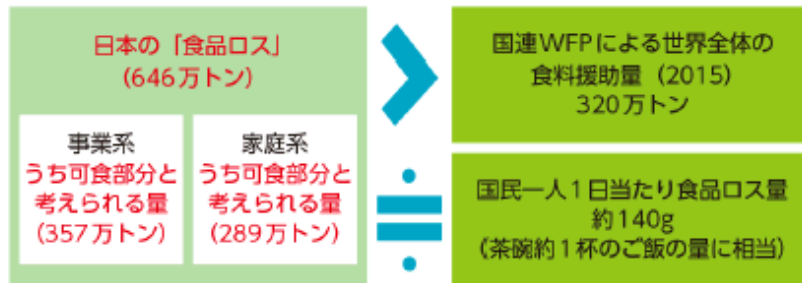 日本の「食品ロス」
(646万トン)
事業系
うち可食部分と
考えられる量
(357万トン)
家庭系
うち可食部分と
考えられる量
(289万トン)
国連WFPによる世界全体の
食料援助量（2015）
320万トン
国民一人1日当たり食品ロス量
約140g
(茶碗約1杯のご飯の量に相当)